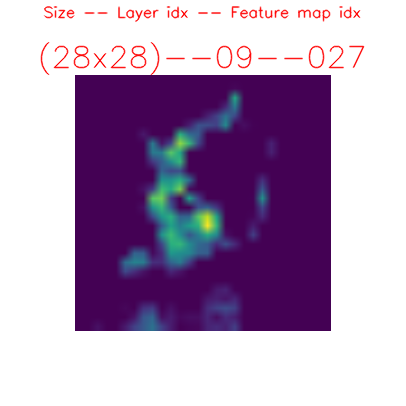 Size -- Layer idx -- Feature map idx
(28x28)--09--027